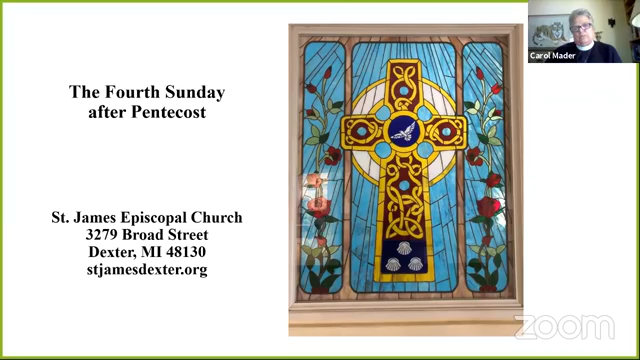 The Fourth Sunday
after Pentecost
St. James Episcopal Church
3279 Broad Street
Dexter, MI 48130
stjamesdexter.org
Carol Mader
zoom